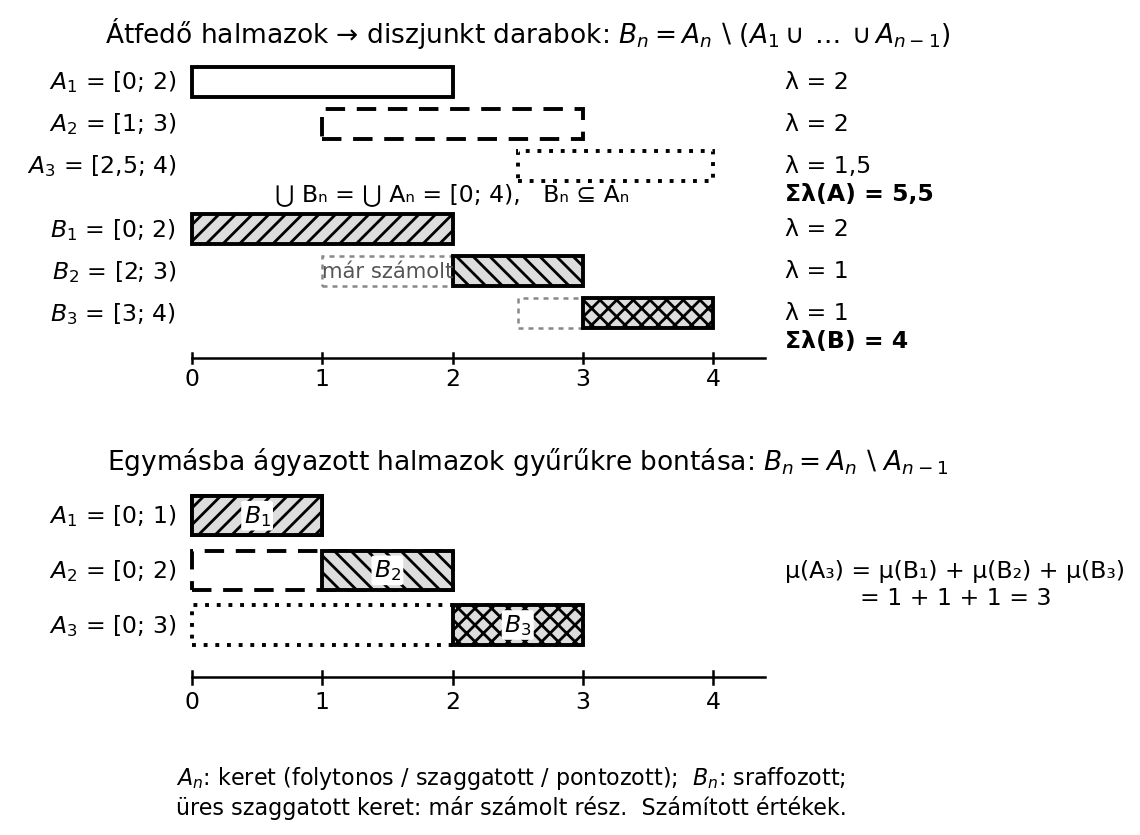 Átfedő halmazok → diszjunkt darabok: Bₙ = Aₙ \ (A₁ ∪ … ∪ Aₙ₋₁)
A₁ = [0; 2) λ = 2
A₂ = [1; 3) λ = 2
A₃ = [2,5; 4) λ = 1,5
⋃ Bₙ = ⋃ Aₙ = [0; 4), Bₙ ⊆ Aₙ Σλ(A) = 5,5
B₁ = [0; 2) λ = 2
B₂ = [2; 3) már számolt λ = 1
B₃ = [3; 4) λ = 1
Σλ(B) = 4
0 1 2 3 4
Egymásba ágyazott halmazok gyűrűkre bontása: Bₙ = Aₙ \ Aₙ₋₁
A₁ = [0; 1) B₁
A₂ = [0; 2) B₂ μ(A₃) = μ(B₁) + μ(B₂) + μ(B₃)
= 1 + 1 + 1 = 3
A₃ = [0; 3) B₃
0 1 2 3 4
Aₙ: keret (folytonos / szaggatott / pontozott); Bₙ: sraffozott;
üres szaggatott keret: már számolt rész. Számított értékek.